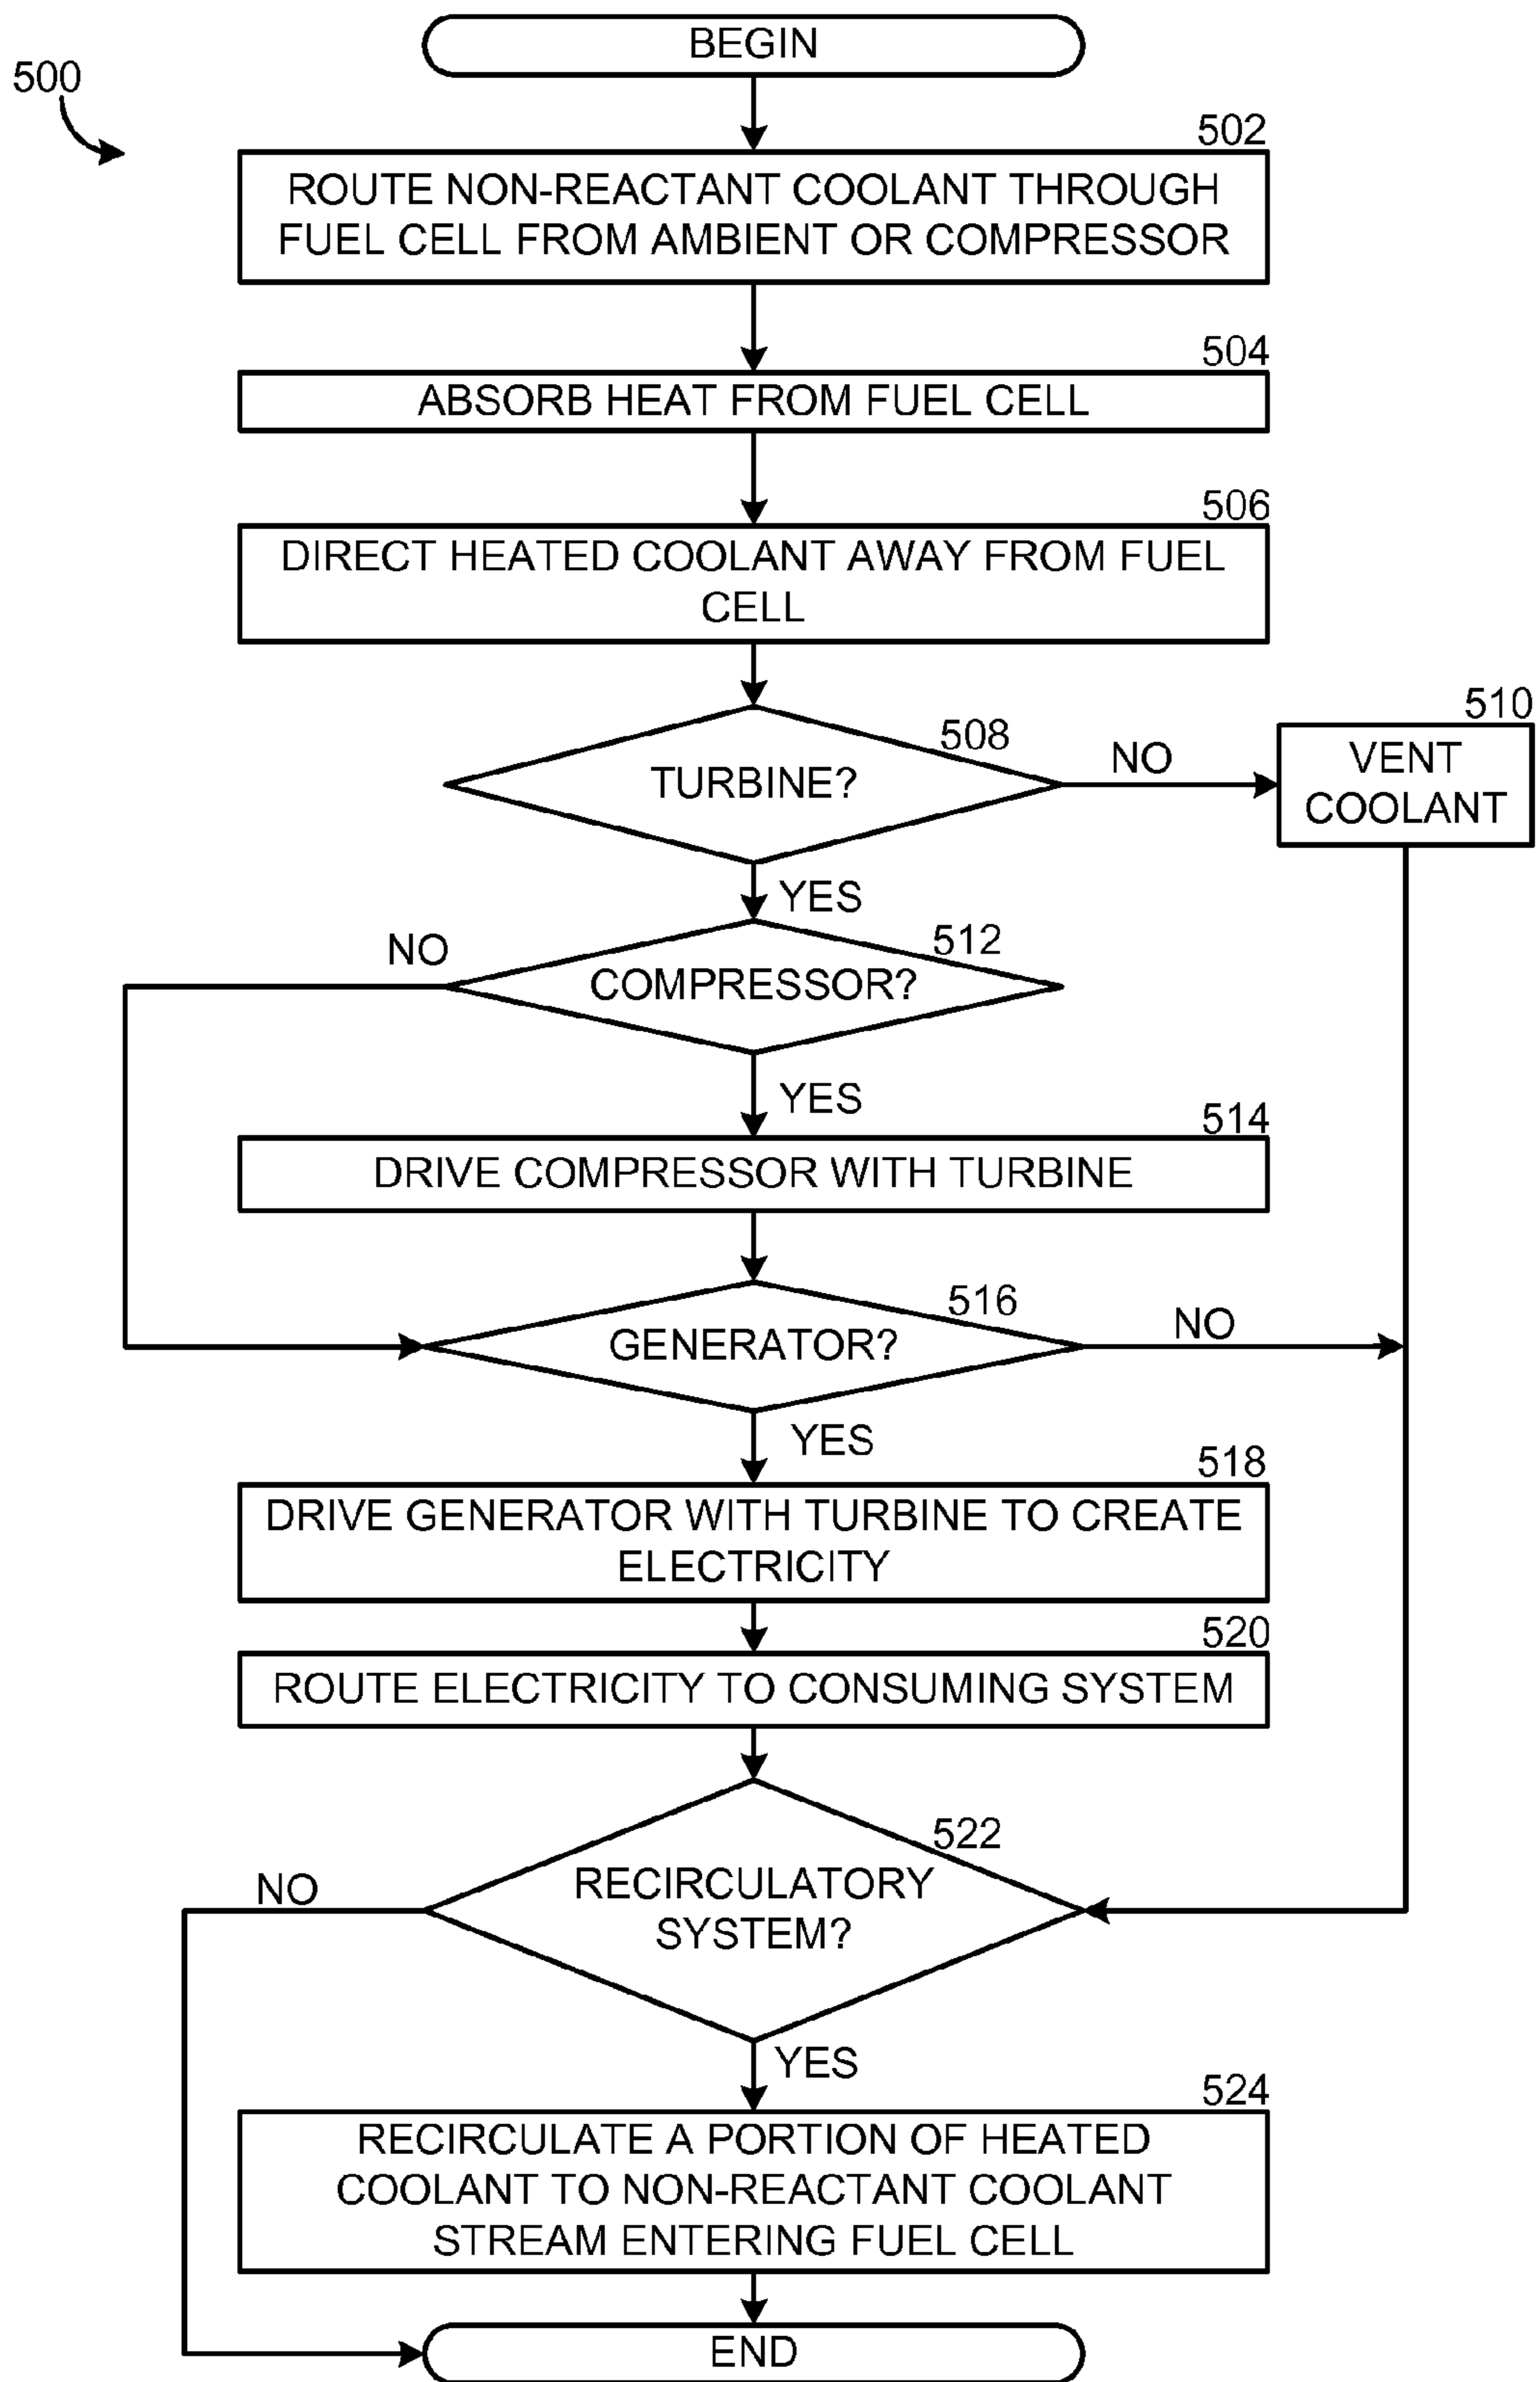 BEGIN
500
502
ROUTE NON-REACTANT COOLANT THROUGH
FUEL CELL FROM AMBIENT OR COMPRESSOR
504
ABSORB HEAT FROM FUEL CELL
506
DIRECT HEATED COOLANT AWAY FROM FUEL
CELL
508
TURBINE?
NO
510
VENT
COOLANT
YES
512
COMPRESSOR?
NO
YES
514
DRIVE COMPRESSOR WITH TURBINE
516
GENERATOR?
NO
YES
518
DRIVE GENERATOR WITH TURBINE TO CREATE
ELECTRICITY
520
ROUTE ELECTRICITY TO CONSUMING SYSTEM
522
RECIRCULATORY
SYSTEM?
NO
YES
524
RECIRCULATE A PORTION OF HEATED
COOLANT TO NON-REACTANT COOLANT
STREAM ENTERING FUEL CELL
END